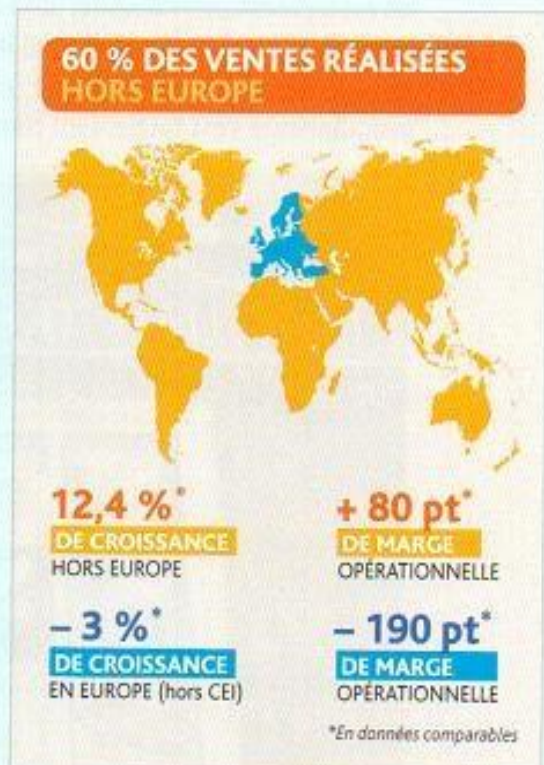 60 % DES VENTES RÉALISÉES
HORS EUROPE
12,4 %*
DE CROISSANCE
HORS EUROPE
+ 80 pt*
DE MARGE
OPÉRATIONNELLE
– 3 %*
DE CROISSANCE
EN EUROPE (hors CEI)
– 190 pt*
DE MARGE
OPÉRATIONNELLE
*En données comparables